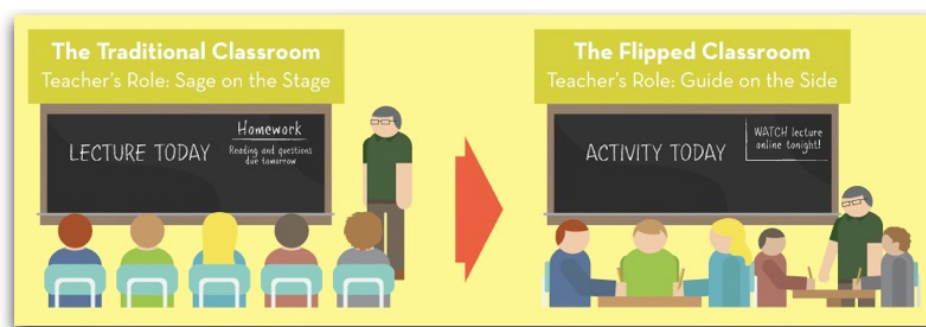 The Traditional Classroom
Teacher's Role: Sage on the Stage
LECTURE TODAY
Homework
Reading and questions
due tomorrow
The Flipped Classroom
Teacher's Role: Guide on the Side
ACTIVITY TODAY
WATCH lecture
online tonight!